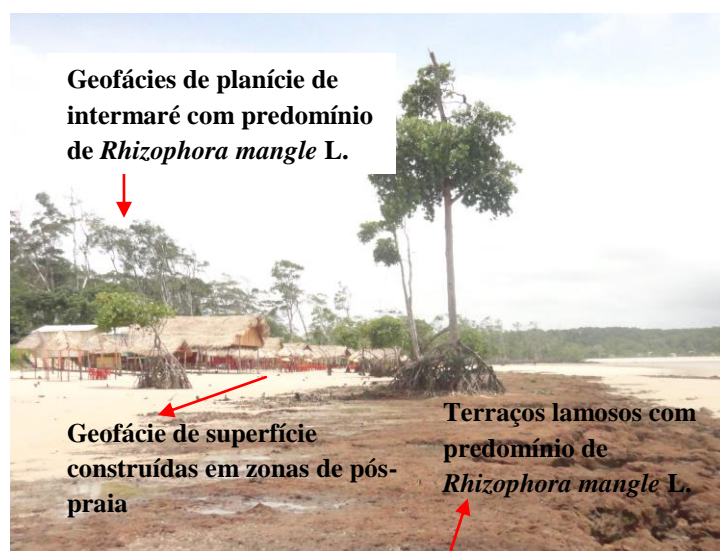 Geofácies de planície de
intermaré com predomínio
de Rhizophora mangle L.
Geofácie de superfície
construídas em zonas de pós-
praia
Terraços lamosos com
predomínio de
Rhizophora mangle L.